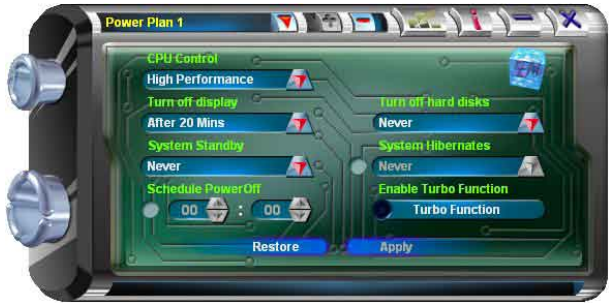 Power Plan 1
CPU Control
High Performance
Turn off display
After 20 Mins
Turn off hard disks
Never
System Standby
Never
System Hibernates
Never
Schedule PowerOff
00 : 00
Enable Turbo Function
Turbo Function
Restore
Apply